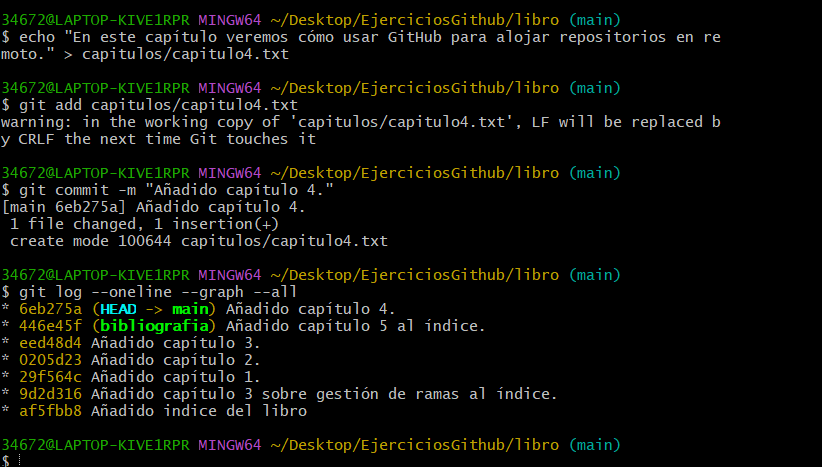 34672@LAPTOP-KIVE1RPR MINGW64 ~/Desktop/EjerciciosGithub/libro (main)
$ echo "En este capítulo veremos cómo usar GitHub para alojar repositorios en re
moto." > capitulos/capitulo4.txt
34672@LAPTOP-KIVE1RPR MINGW64 ~/Desktop/EjerciciosGithub/libro (main)
$ git add capitulos/capitulo4.txt
warning: in the working copy of 'capitulos/capitulo4.txt', LF will be replaced b
y CRLF the next time Git touches it
34672@LAPTOP-KIVE1RPR MINGW64 ~/Desktop/EjerciciosGithub/libro (main)
$ git commit -m "Añadido capítulo 4."
[main 6eb275a] Añadido capítulo 4.
 1 file changed, 1 insertion(+)
 create mode 100644 capitulos/capitulo4.txt
34672@LAPTOP-KIVE1RPR MINGW64 ~/Desktop/EjerciciosGithub/libro (main)
$ git log --oneline --graph --all
* 6eb275a (HEAD -> main) Añadido capítulo 4.
* 446e45f (bibliografia) Añadido capítulo 5 al índice.
* eed48d4 Añadido capítulo 3.
* 0205d23 Añadido capítulo 2.
* 29f564c Añadido capítulo 1.
* 9d2d316 Añadido capítulo 3 sobre gestión de ramas al índice.
* af5fbb8 Añadido indice del libro
34672@LAPTOP-KIVE1RPR MINGW64 ~/Desktop/EjerciciosGithub/libro (main)
$